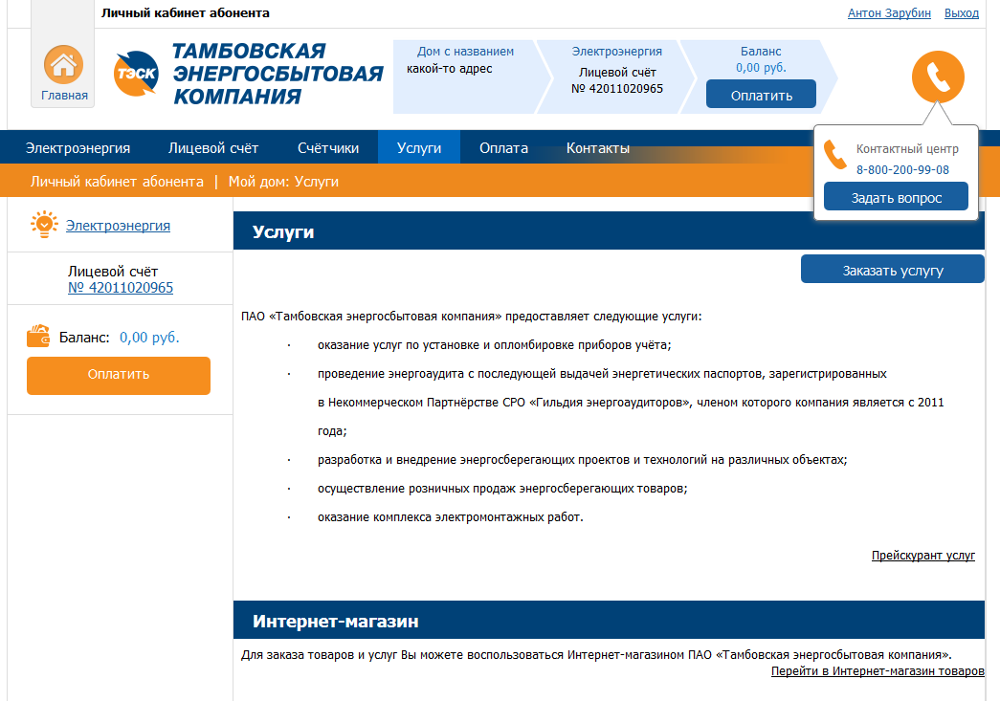 Личный кабинет абонента
Антон Зарубин Выход
Главная
ТЭСК
ТАМБОВСКАЯ
ЭНЕРГОСБЫТОВАЯ
КОМПАНИЯ
Дом с названием
какой-то адрес
Электроэнергия
Лицевой счёт
№ 42011020965
Баланс
0,00 руб.
Оплатить
Электроэнергия Лицевой счёт Счётчики Услуги Оплата Контакты
Контактный центр
8-800-200-99-08
Задать вопрос
Личный кабинет абонента | Мой дом: Услуги
Электроэнергия
Лицевой счёт
№ 42011020965
Баланс: 0,00 руб.
Оплатить
Услуги
Заказать услугу
ПАО «Тамбовская энергосбытовая компания» предоставляет следующие услуги:
· оказание услуг по установке и опломбировке приборов учёта;
· проведение энергоаудита с последующей выдачей энергетических паспортов, зарегистрированных
в Некоммерческом Партнёрстве СРО «Гильдия энергоаудиторов», членом которого компания является с 2011
года;
· разработка и внедрение энергосберегающих проектов и технологий на различных объектах;
· осуществление розничных продаж энергосберегающих товаров;
· оказание комплекса электромонтажных работ.
Прейскурант услуг
Интернет-магазин
Для заказа товаров и услуг Вы можете воспользоваться Интернет-магазином ПАО «Тамбовская энергосбытовая компания».
Перейти в Интернет-магазин товаров